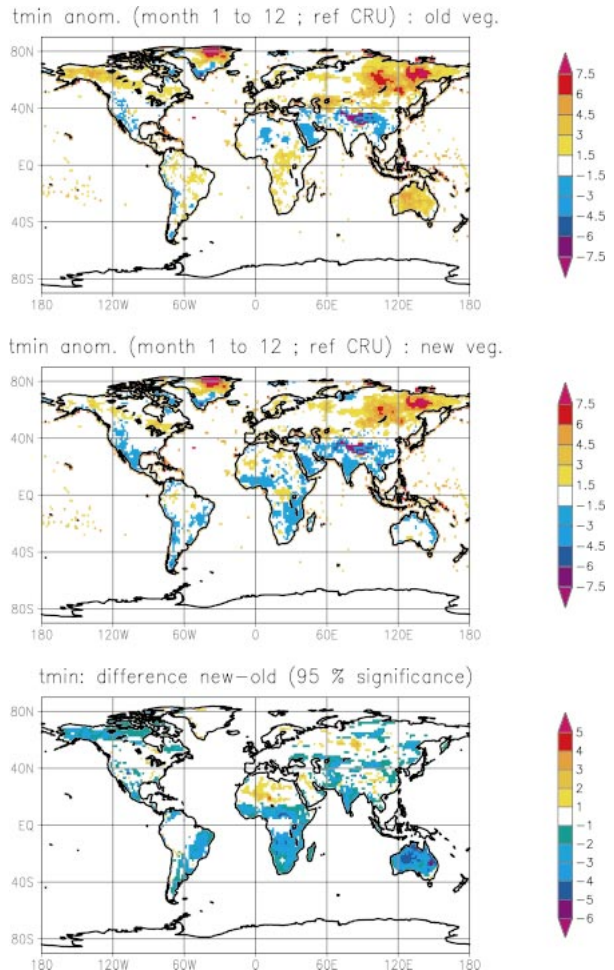 tmin anom. (month 1 to 12 ; ref CRU) : old veg.
80N
40N
EQ
40S
80S
180 120W 60W 0 60E 120E 180
7.5
6
4.5
3
1.5
-1.5
-3
-4.5
-6
-7.5
tmin anom. (month 1 to 12 ; ref CRU) : new veg.
80N
40N
EQ
40S
80S
180 120W 60W 0 60E 120E 180
7.5
6
4.5
3
1.5
-1.5
-3
-4.5
-6
-7.5
tmin: difference new-old (95 % significance)
80N
40N
EQ
40S
80S
180 120W 60W 0 60E 120E 180
5
4
3
2
1
-1
-2
-3
-4
-5
-6